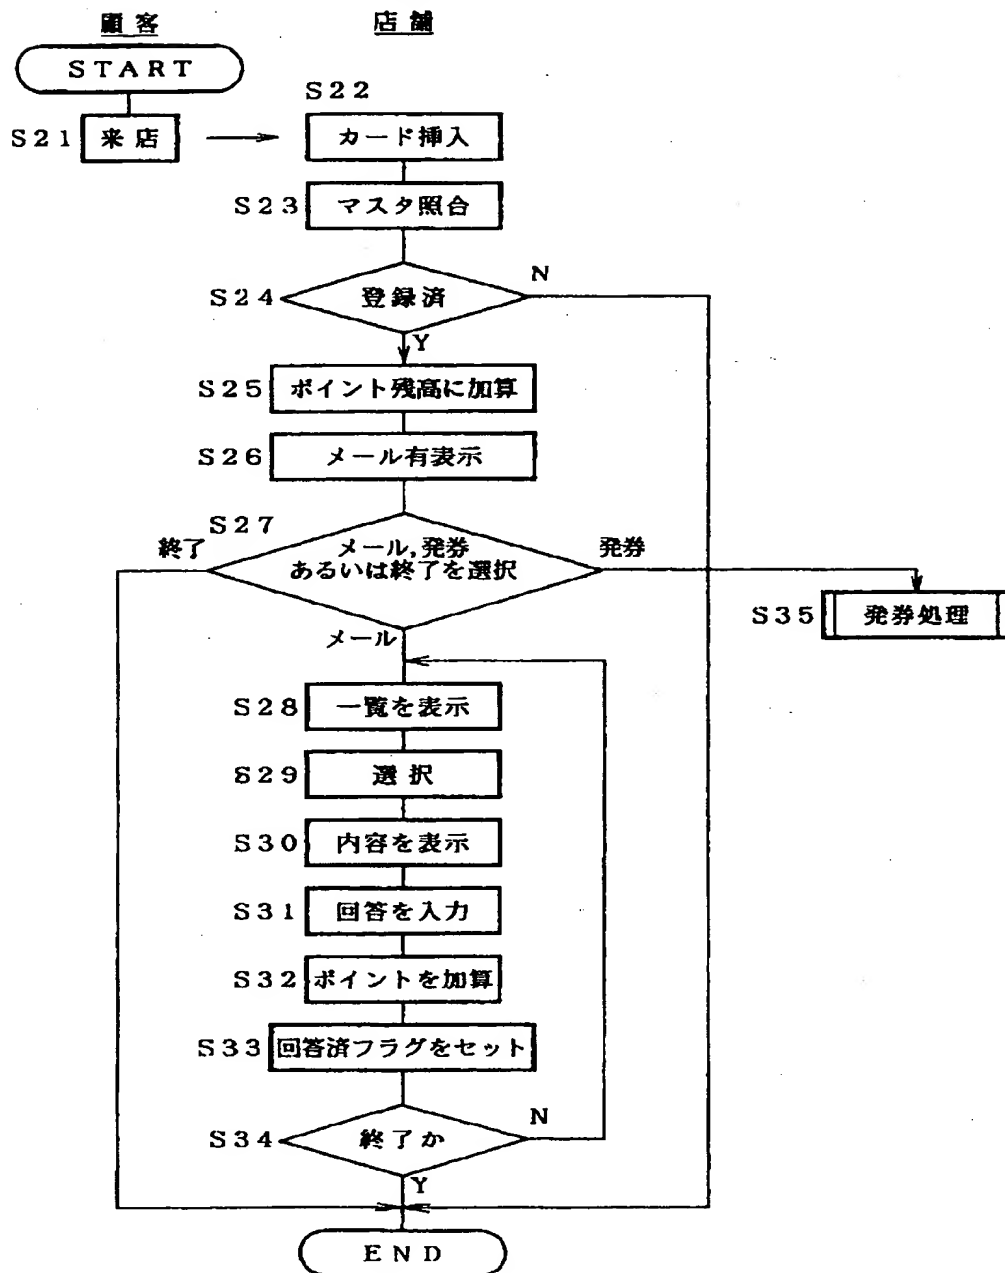 顧客
店舗
START
S22
S21
来店
カード挿入
S23
マスタ照合
N
S24
登録済
Y
S25
ポイント残高に加算
S26
メール有表示
S27
終了
メール,発券
あるいは終了を選択
発券
S35
発券処理
メール
S28
一覧を表示
S29
選択
S30
内容を表示
S31
回答を入力
S32
ポイントを加算
S33
回答済フラグをセット
N
S34
終了か
Y
END